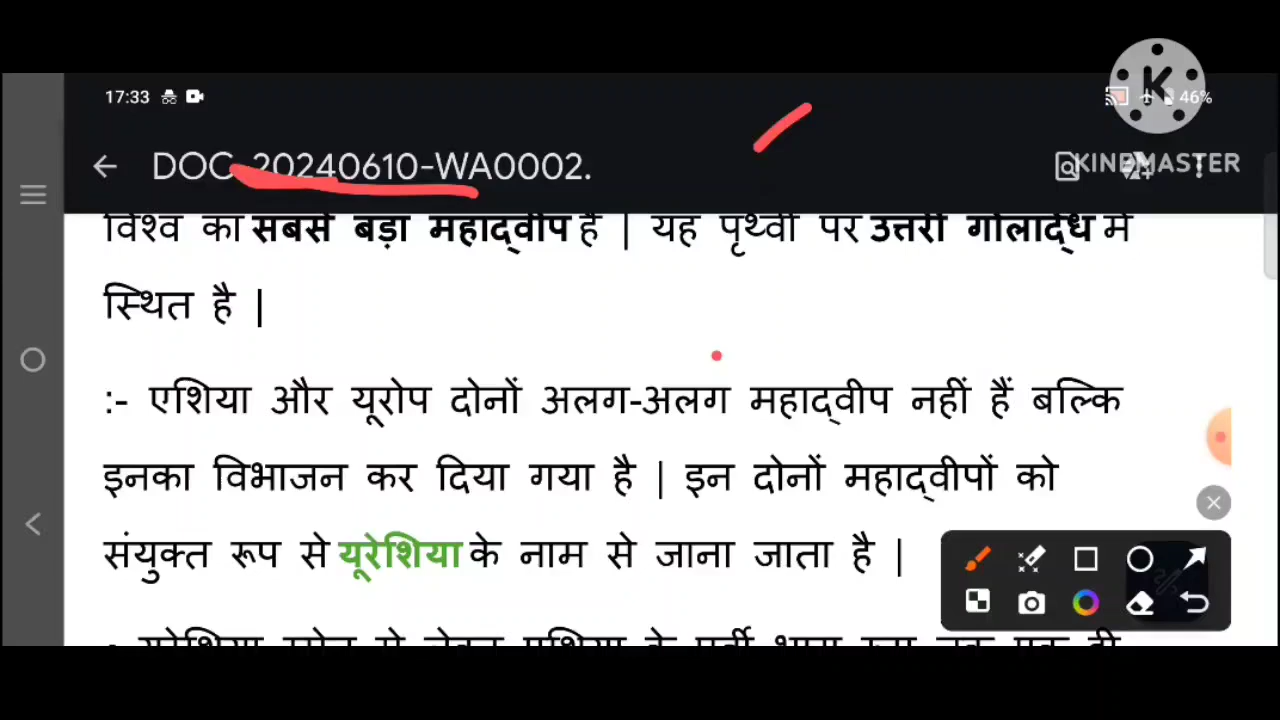 17:33
46%
DOC-20240610-WA0002.
KINEMASTER
विश्व का सबसे बड़ा महाद्वीप है | यह पृथ्वी पर उत्तरी गोलार्द्ध में
स्थित है |
:- एशिया और यूरोप दोनों अलग-अलग महाद्वीप नहीं हैं बल्कि
इनका विभाजन कर दिया गया है | इन दोनों महाद्वीपों को
संयुक्त रूप से यूरेशिया के नाम से जाना जाता है |